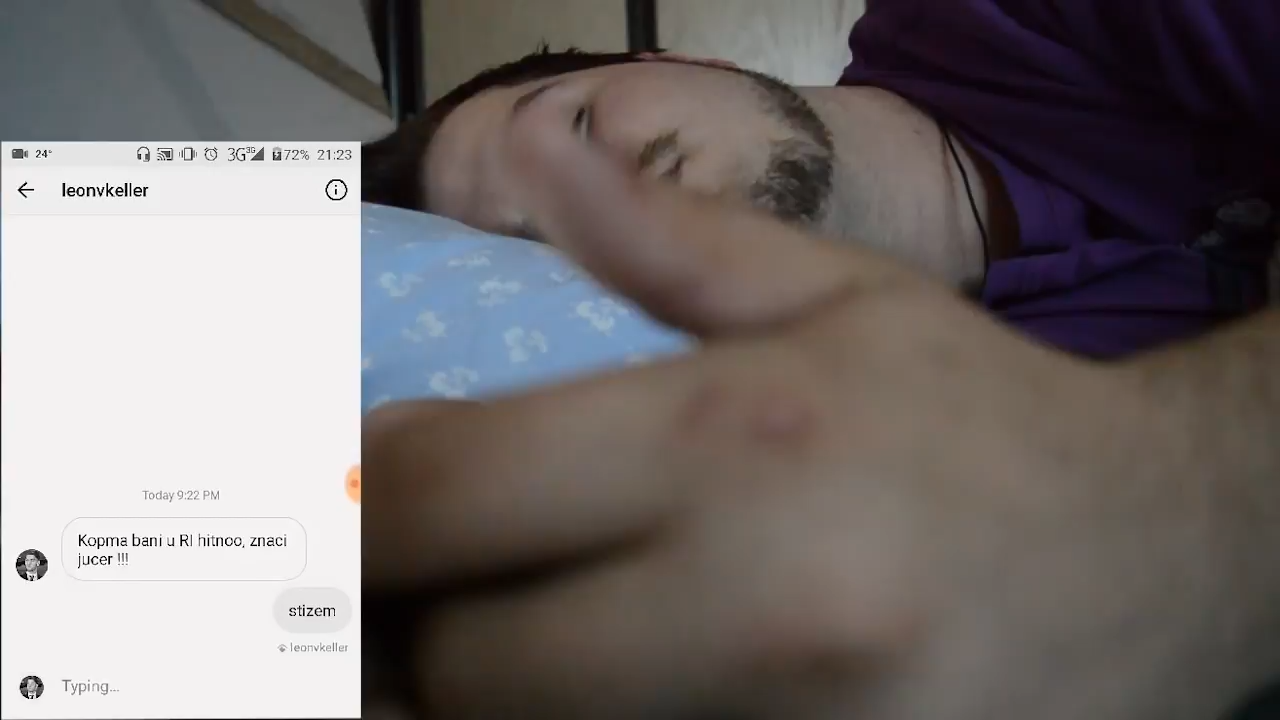 24°
3G 3G 72% 21:23
leonvkeller
Today 9:22 PM
Kopma bani u RI hitnoo, znaci
jucer !!!
stizem
leonvkeller
Typing...